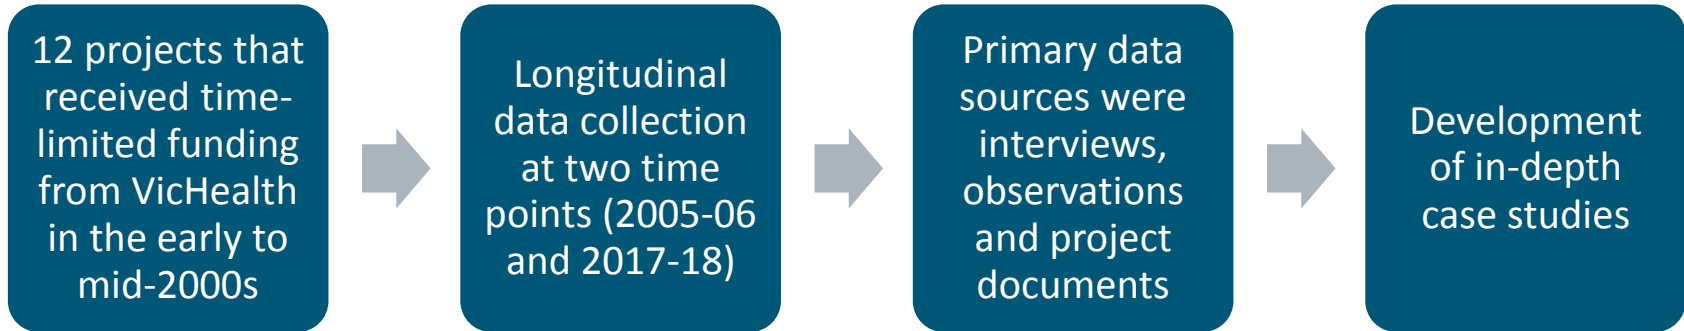 12 projects that
received time-
limited funding
from VicHealth
in the early to
mid-2000s
Longitudinal
data collection
at two time
points (2005-06
and 2017-18)
Primary data
sources were
interviews,
observations
and project
documents
Development
of in-depth
case studies